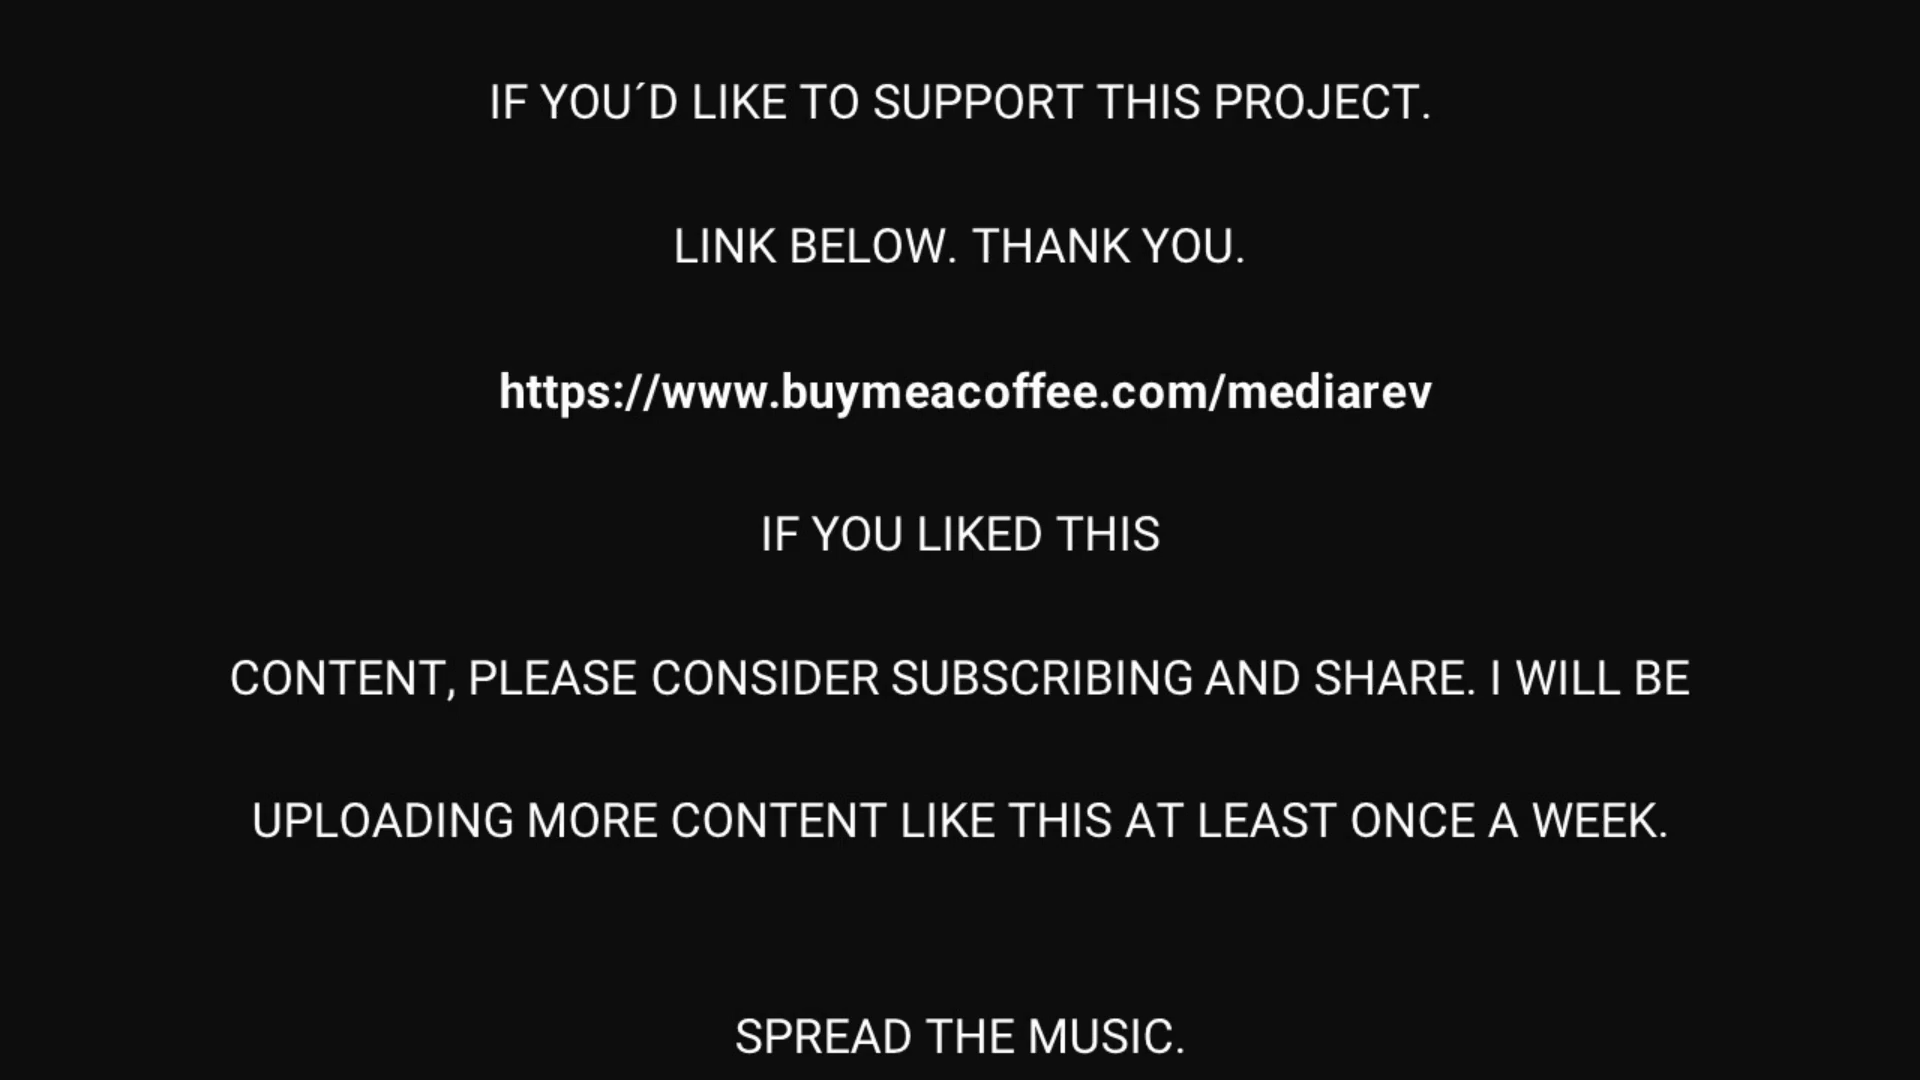 IF YOU´D LIKE TO SUPPORT THIS PROJECT.
LINK BELOW. THANK YOU.
https://www.buymeacoffee.com/mediarev
IF YOU LIKED THIS
CONTENT, PLEASE CONSIDER SUBSCRIBING AND SHARE. I WILL BE
UPLOADING MORE CONTENT LIKE THIS AT LEAST ONCE A WEEK.
SPREAD THE MUSIC.